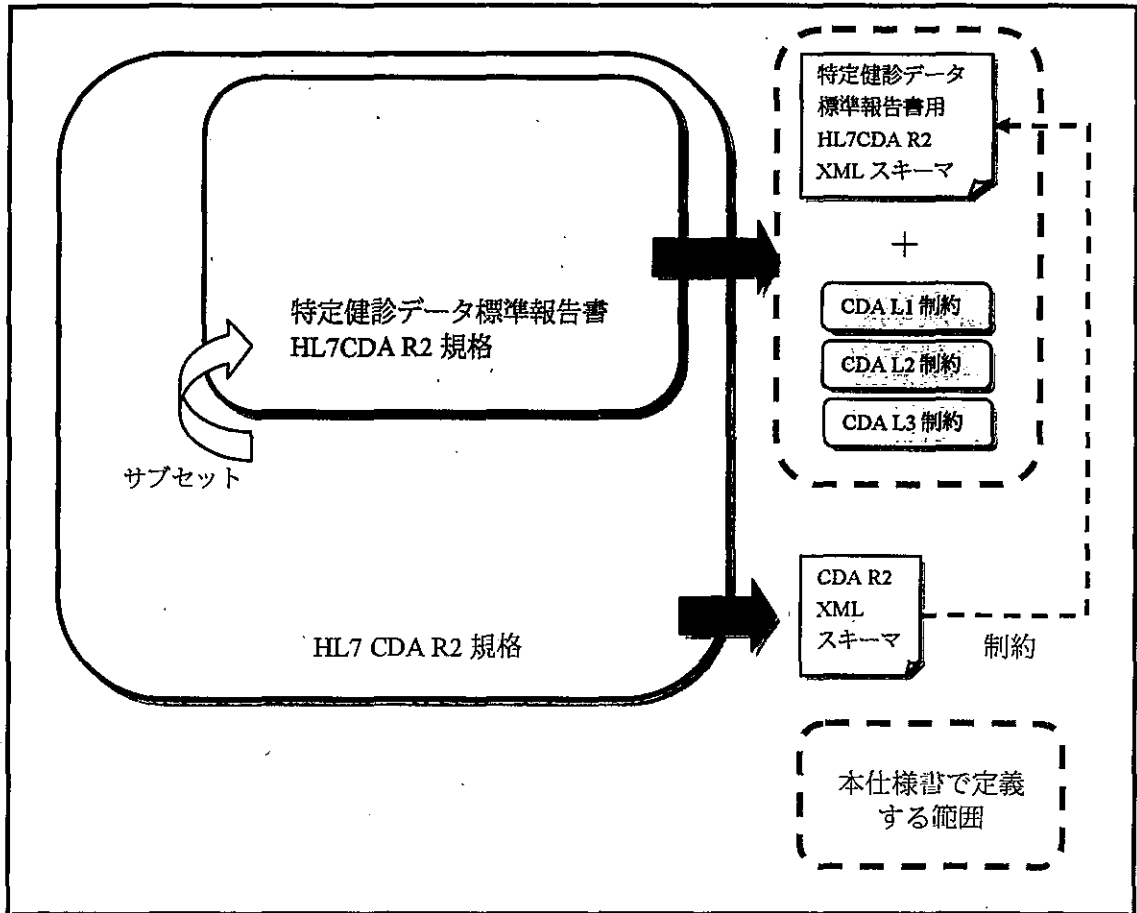 特定健診データ標準報告書
HL7CDA R2 規格
サブセット
HL7 CDA R2 規格
特定健診データ
標準報告書用
HL7CDA R2
XML スキーマ
+
CDA L1 制約
CDA L2 制約
CDA L3 制約
CDA R2
XML
スキーマ
制約
本仕様書で定義
する範囲